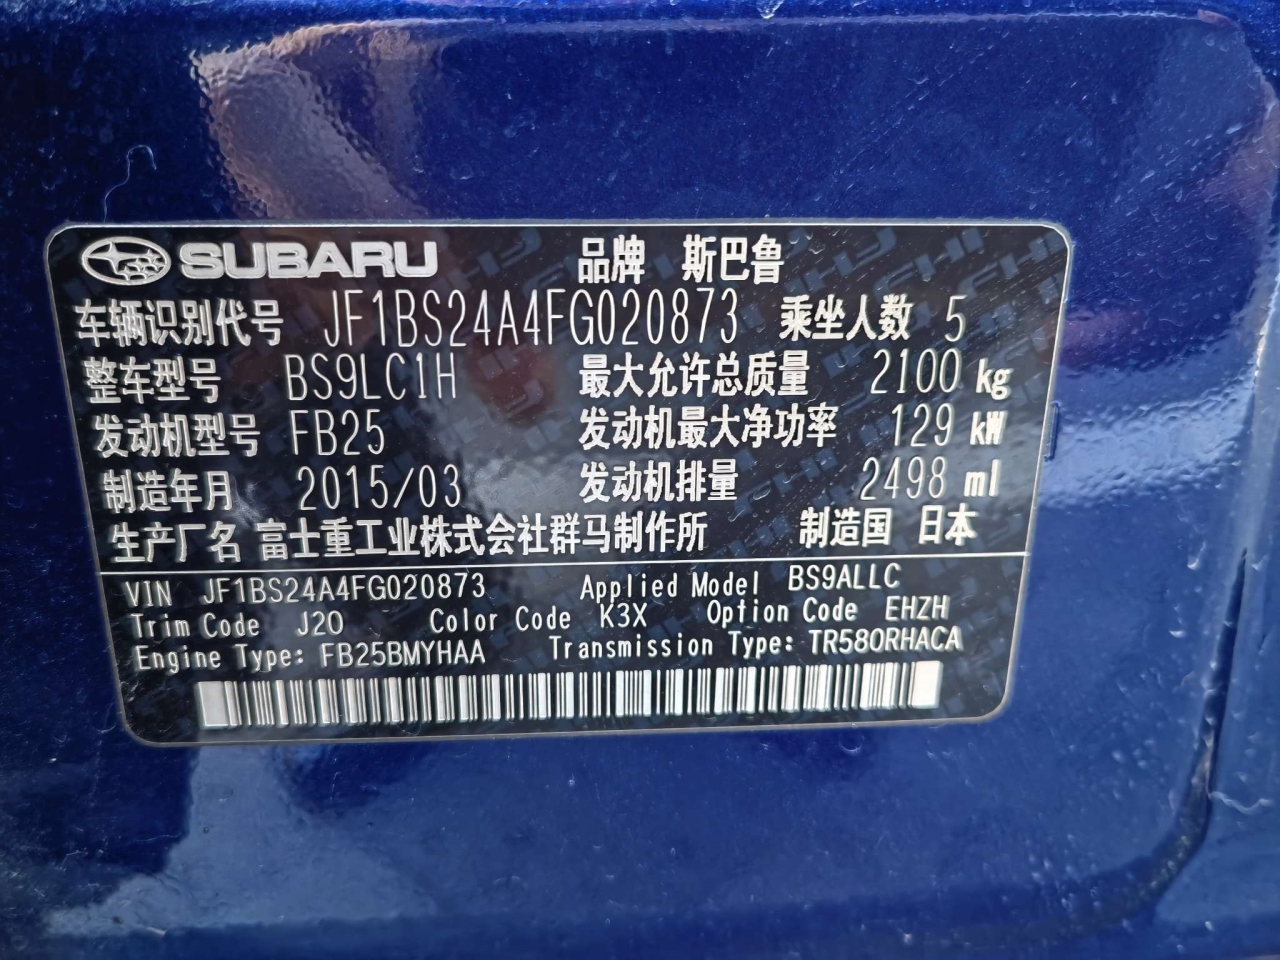 SUBARU 品牌 斯巴鲁
车辆识别代号 JF1BS24A4FG020873 乘坐人数 5
整车型号 BS9LC1H 最大允许总质量 2100 kg
发动机型号 FB25 发动机最大净功率 129 kW
制造年月 2015/03 发动机排量 2498 ml
生产厂名 富士重工业株式会社群马制作所 制造国 日本
VIN JF1BS24A4FG020873 Applied Model BS9ALLC
Trim Code J20 Color Code K3X Option Code EHZH
Engine Type: FB25BMYHAA Transmission Type: TR580RHACA